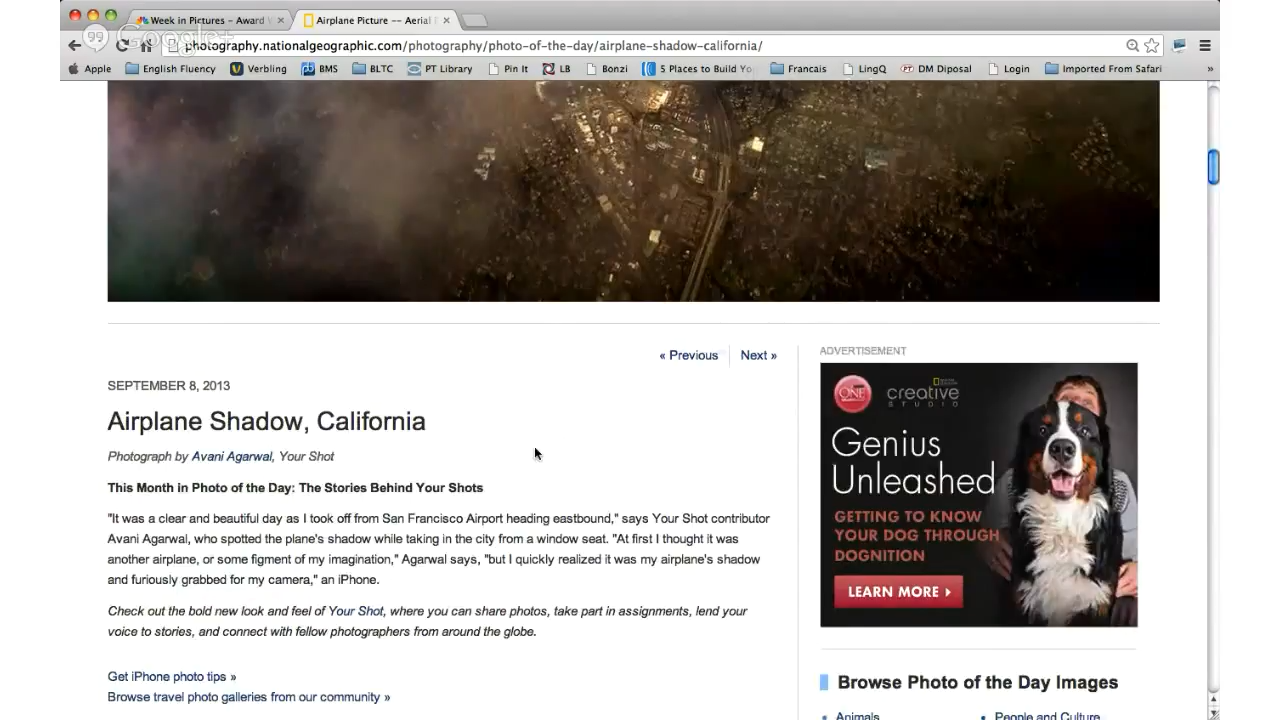 Week in Pictures – Award
Airplane Picture -- Aerial
Google+
photography.nationalgeographic.com/photography/photo-of-the-day/airplane-shadow-california/
Apple English Fluency Verbling BMS BLTC PT Library Pin It LB Bonzi 5 Places to Build Yo Francais LingQ DM Diposal Login Imported From Safari »
« Previous Next »
ADVERTISEMENT
SEPTEMBER 8, 2013
Airplane Shadow, California
Photograph by Avani Agarwal, Your Shot
This Month in Photo of the Day: The Stories Behind Your Shots
"It was a clear and beautiful day as I took off from San Francisco Airport heading eastbound," says Your Shot contributor
Avani Agarwal, who spotted the plane's shadow while taking in the city from a window seat. "At first I thought it was
another airplane, or some figment of my imagination," Agarwal says, "but I quickly realized it was my airplane's shadow
and furiously grabbed for my camera," an iPhone.
Check out the bold new look and feel of Your Shot, where you can share photos, take part in assignments, lend your
voice to stories, and connect with fellow photographers from around the globe.
Get iPhone photo tips »
Browse travel photo galleries from our community »
ONE
creative
STUDIO
Genius
Unleashed
GETTING TO KNOW
YOUR DOG THROUGH
DOGNITION
LEARN MORE
Browse Photo of the Day Images
• Animals • People and Culture